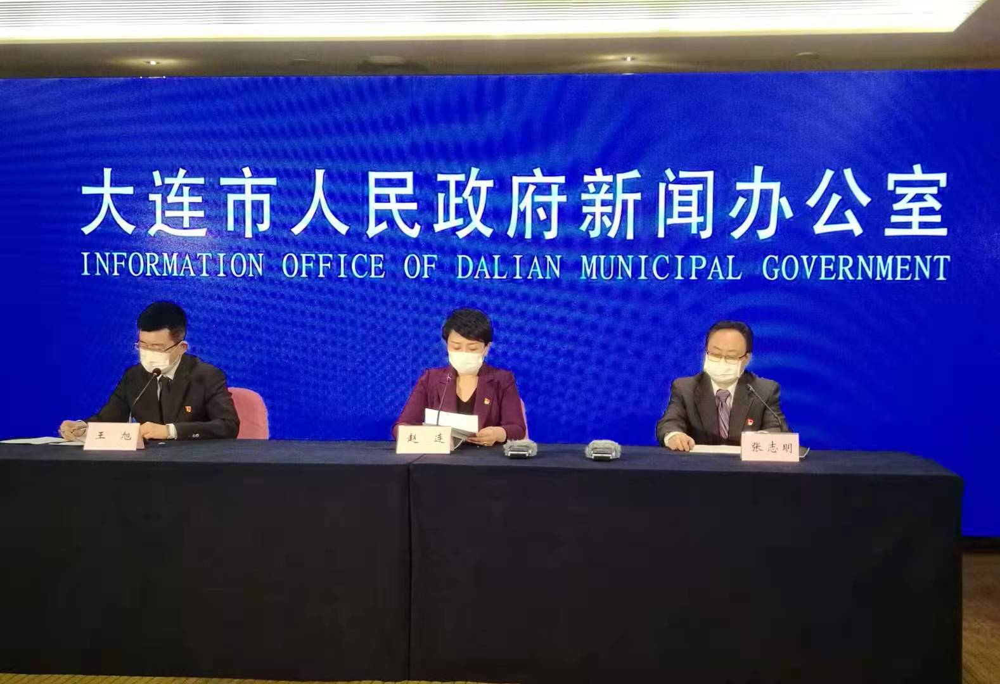 大连市人民政府新闻办公室
INFORMATION OFFICE OF DALIAN MUNICIPAL GOVERNMENT
王 旭
赵 连
张志明